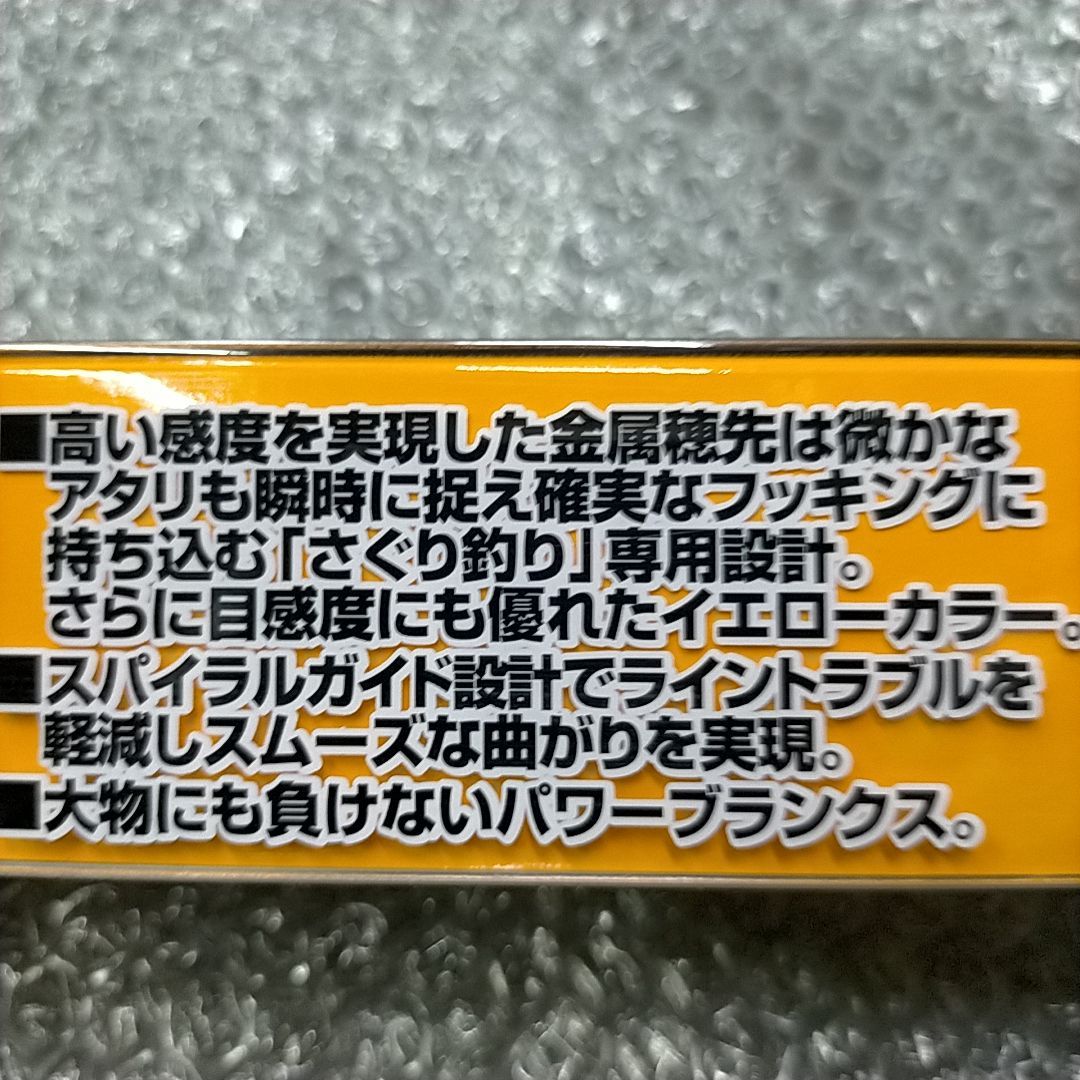 ■高い感度を実現した金属穂先は微かな
アタリも瞬時に捉え確実なフッキングに
持ち込む「さぐり釣り」専用設計。
さらに目感度にも優れたイエローカラー。
■スパイラルガイド設計でライントラブルを
軽減しスムーズな曲がりを実現。
■大物にも負けないパワーブランクス。